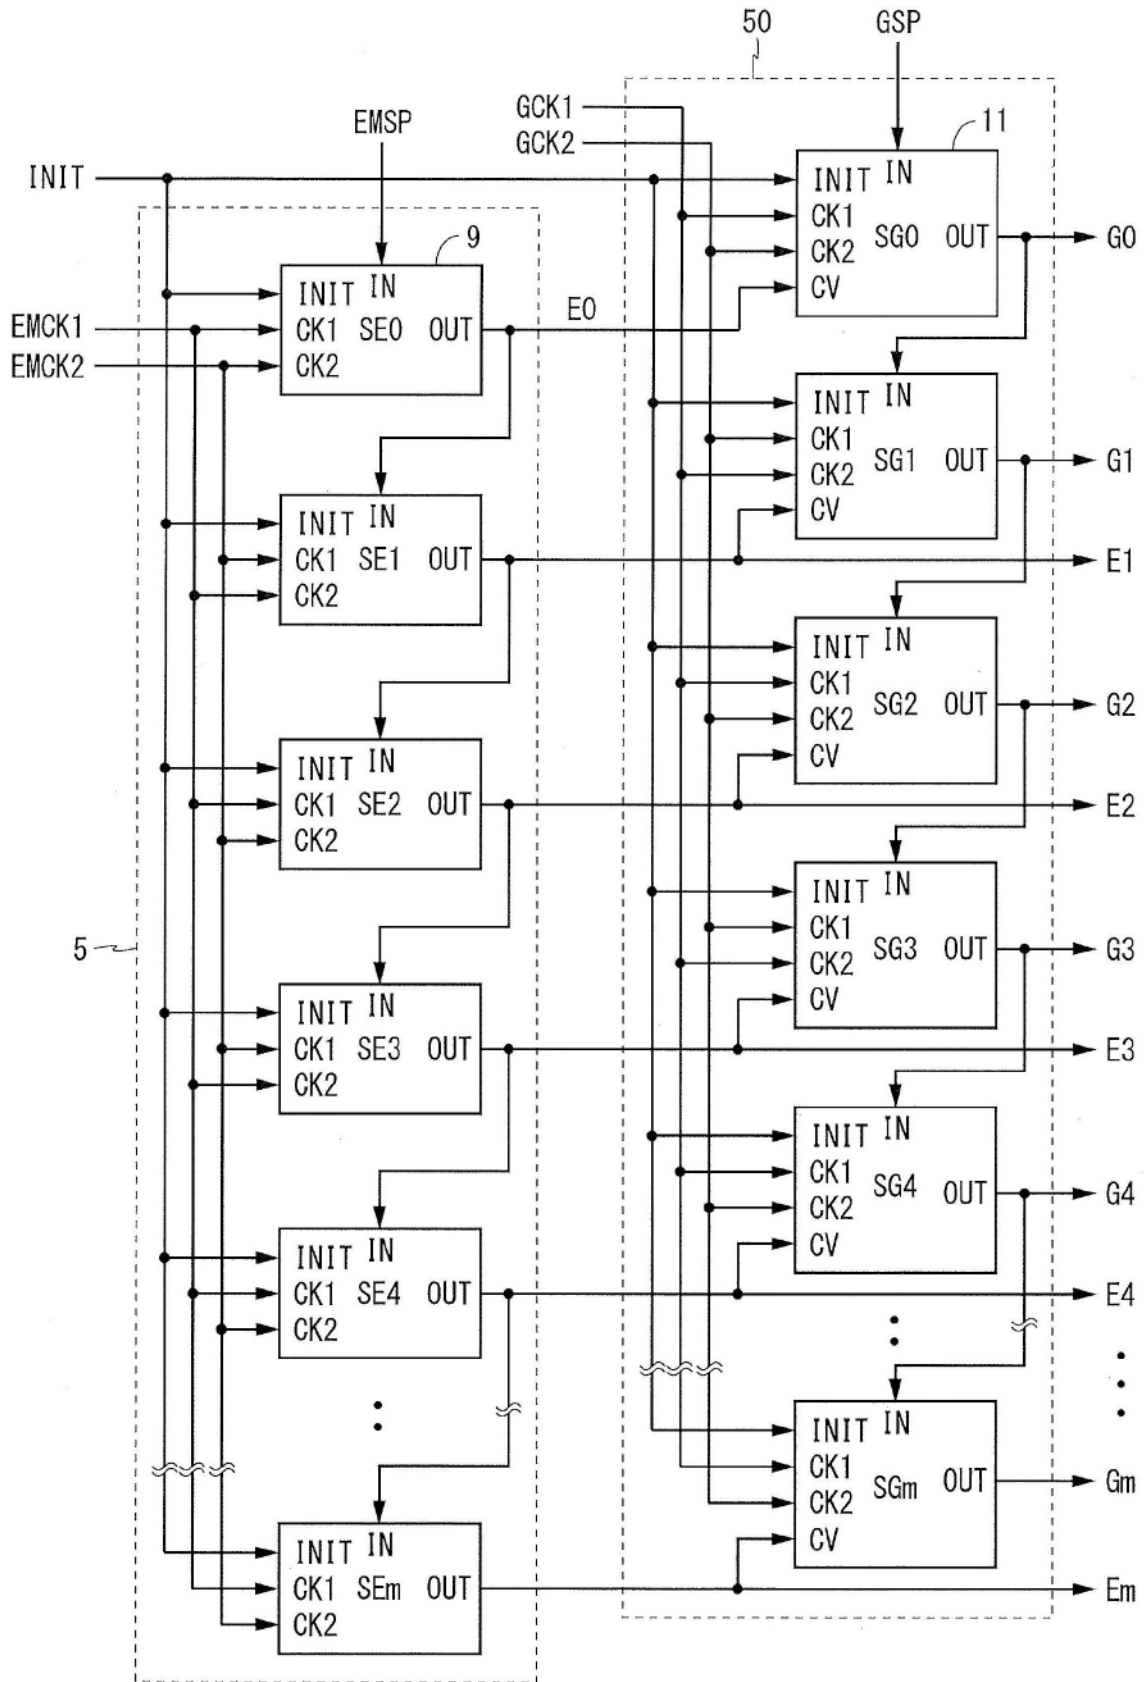 50
GSP
GCK1
GCK2
EMSP
11
INIT
INIT IN
CK1
SG0 OUT
CK2
CV
G0
9
INIT IN
EMCK1
CK1 SE0 OUT
EMCK2
CK2
E0
INIT IN
CK1
SG1 OUT
CK2
CV
G1
INIT IN
CK1 SE1 OUT
CK2
E1
INIT IN
CK1
SG2 OUT
CK2
CV
G2
INIT IN
CK1 SE2 OUT
CK2
E2
INIT IN
CK1
SG3 OUT
CK2
CV
G3
5
INIT IN
CK1 SE3 OUT
CK2
E3
INIT IN
CK1
SG4 OUT
CK2
CV
G4
INIT IN
CK1 SE4 OUT
CK2
E4
INIT IN
CK1
SGm OUT
CK2
CV
Gm
INIT IN
CK1 SEm OUT
CK2
Em